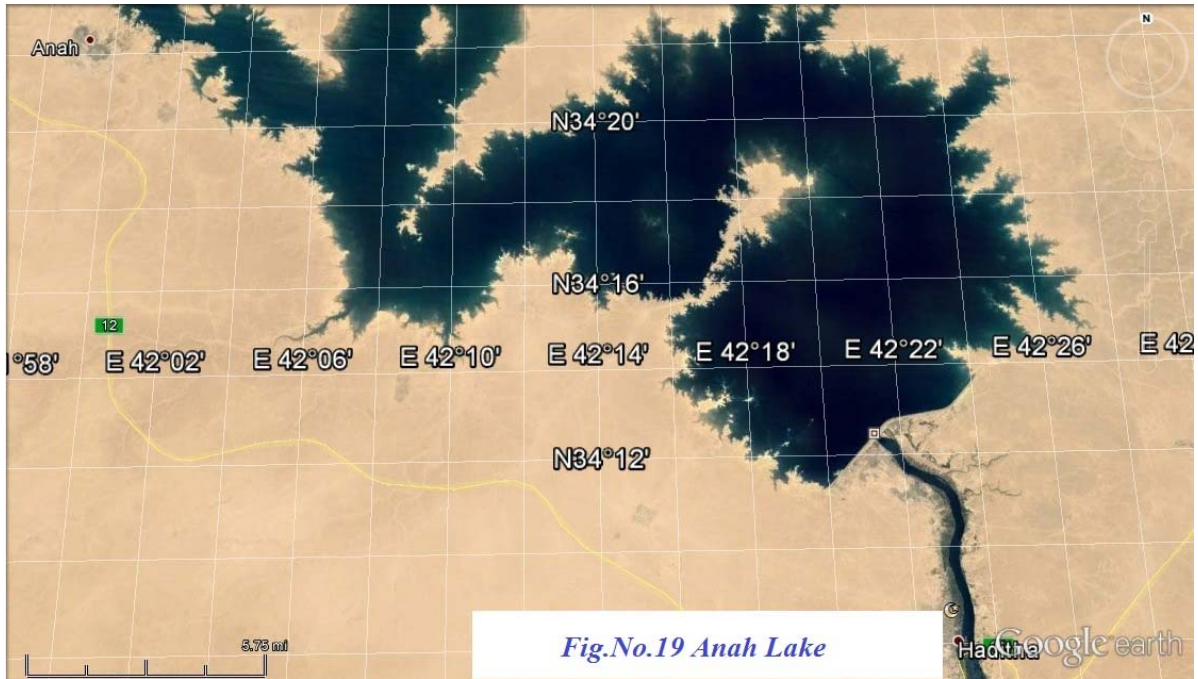 N
Anah
N34°20'
N34°16'
12
1°58' E 42°02' E 42°06' E 42°10' E 42°14' E 42°18' E 42°22' E 42°26' E 42
N34°12'
5.75 mi
Fig.No.19 Anah Lake
Haditha
Google earth